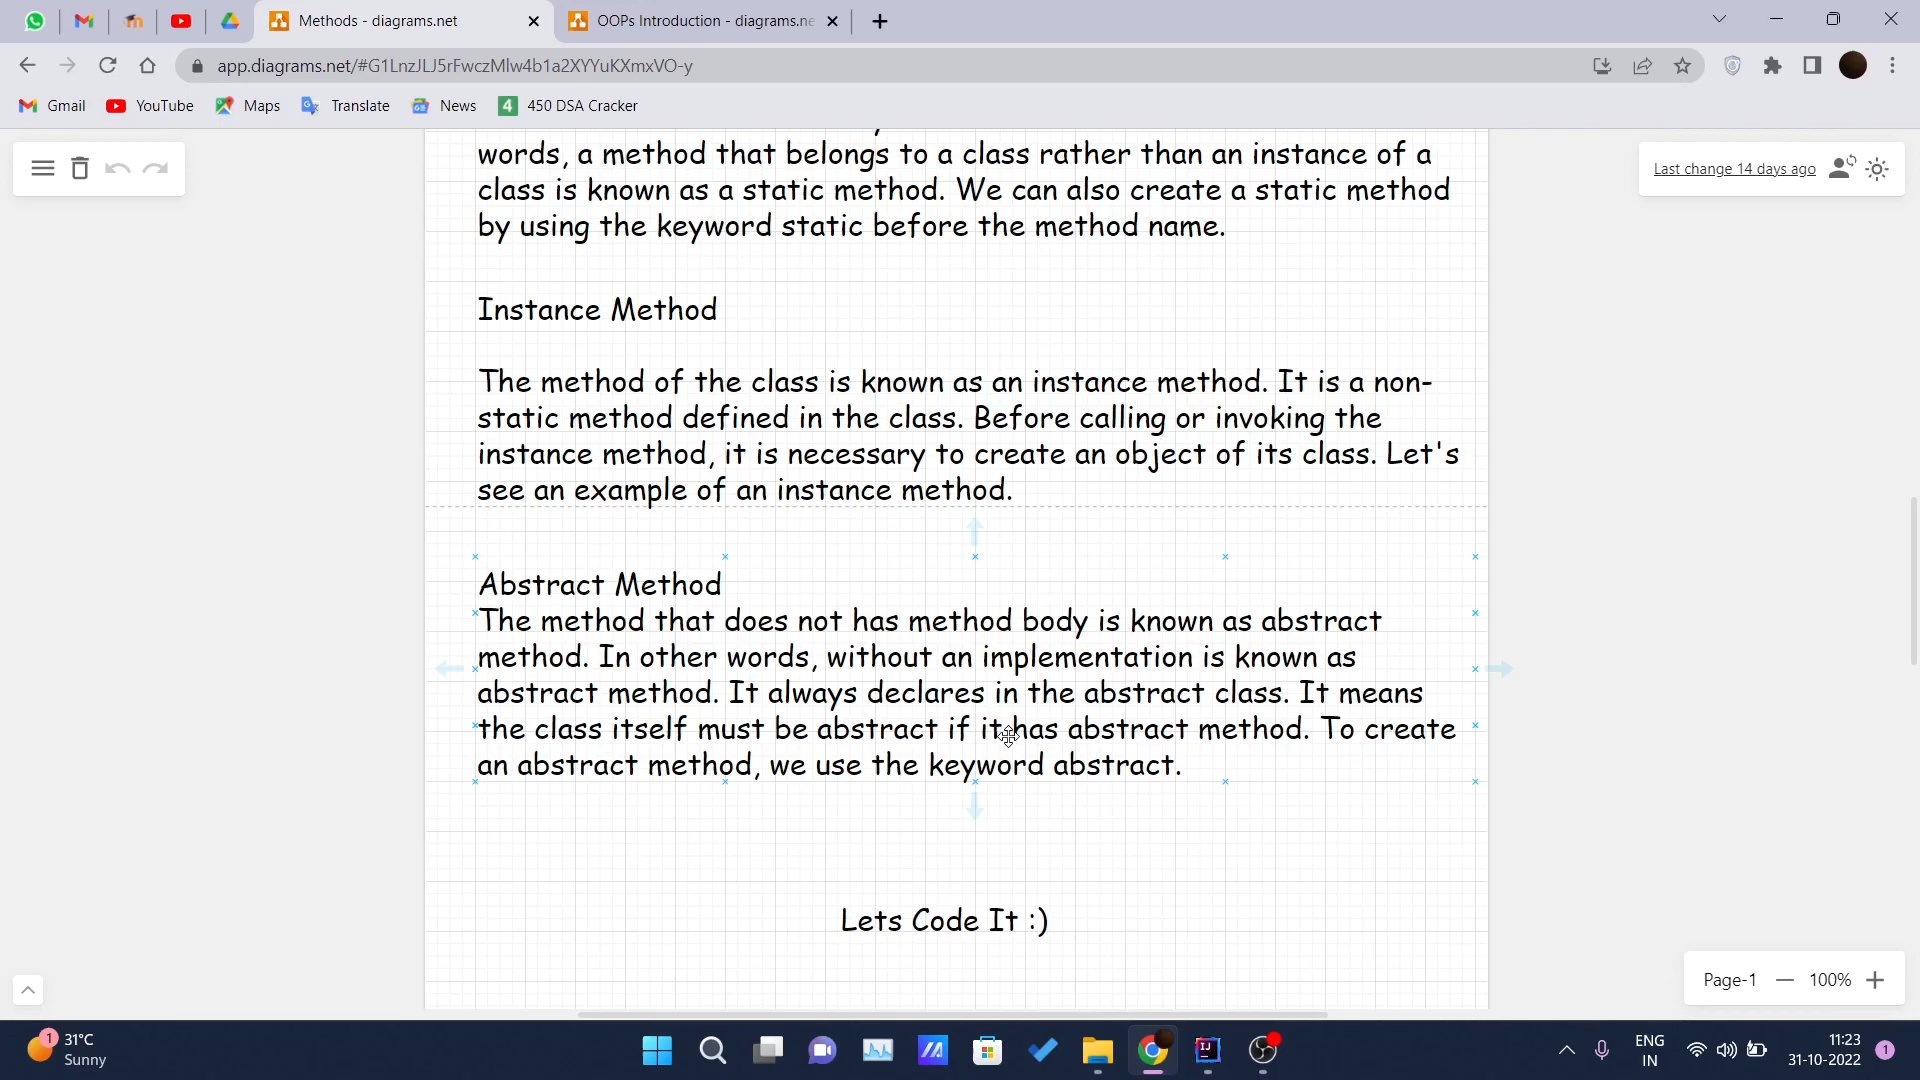 Methods - diagrams.net
OOPs Introduction - diagrams.ne
app.diagrams.net/#G1LnzJLJ5rFwczMlw4b1a2XYYuKXmxVO-y
Gmail
YouTube
Maps
Translate
News
4
450 DSA Cracker
Last change 14 days ago
words, a method that belongs to a class rather than an instance of a
class is known as a static method. We can also create a static method
by using the keyword static before the method name.
Instance Method
The method of the class is known as an instance method. It is a non-
static method defined in the class. Before calling or invoking the
instance method, it is necessary to create an object of its class. Let's
see an example of an instance method.
Abstract Method
The method that does not has method body is known as abstract
method. In other words, without an implementation is known as
abstract method. It always declares in the abstract class. It means
the class itself must be abstract if it has abstract method. To create
an abstract method, we use the keyword abstract.
Lets Code It :)
Page-1
100%
1
31°C
Sunny
IJ
ENG
IN
11:23
31-10-2022
1